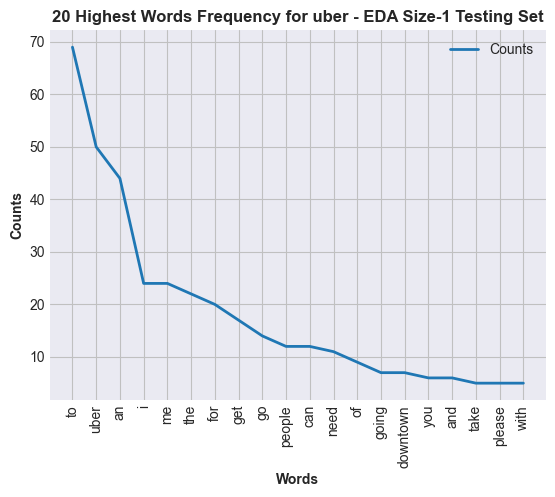 20 Highest Words Frequency for uber - EDA Size-1 Testing Set
Counts
70
60
50
40
30
20
10
Counts
to
uber
an
i
me
the
for
get
go
people
can
need
of
going
downtown
you
and
take
please
with
Words